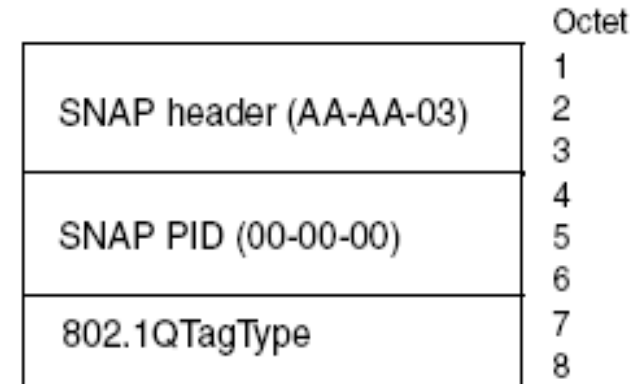 Octet
1
SNAP header (AA-AA-03) 2
3
4
SNAP PID (00-00-00) 5
6
802.1QTagType 7
8